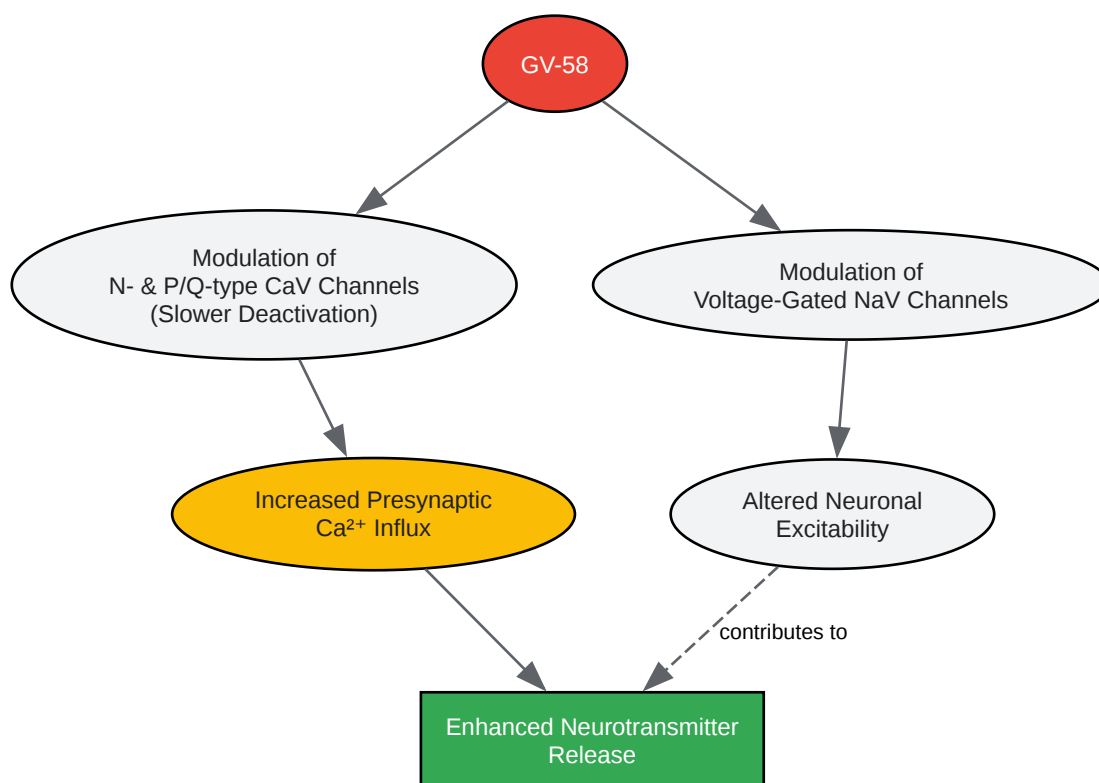 GV-58
Modulation of
N- & P/Q-type CaV Channels
(Slower Deactivation)
Modulation of
Voltage-Gated NaV Channels
Increased Presynaptic
Ca²⁺ Influx
Altered Neuronal
Excitability
contributes to
Enhanced Neurotransmitter
Release